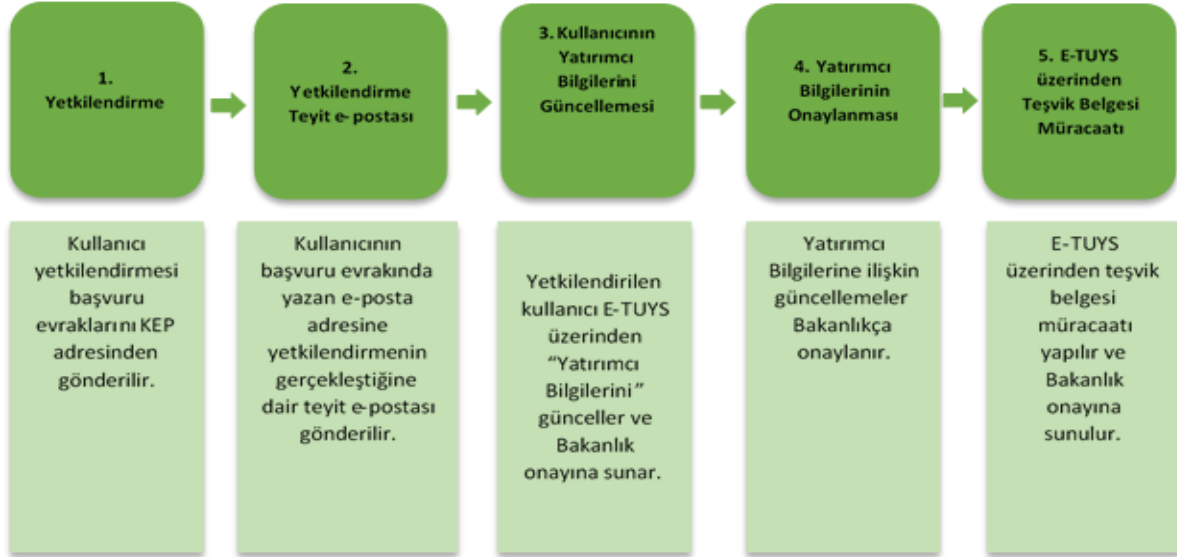 1.
Yetkilendirme
2.
Yetkilendirme
Teyit e-postası
3. Kullanıcının
Yatırımcı
Bilgilerini
Güncellemesi
4. Yatırımcı
Bilgilerinin
Onaylanması
5. E-TUYS
üzerinden
Teşvik Belgesi
Müracaatı
Kullanıcı
yetkilendirmesi
başvuru
evraklarını KEP
adresinden
gönderilir.
Kullanıcının
başvuru evrakında
yazan e-posta
adresine
yetkilendirmenin
gerçekleştiğine
dair teyit e-postası
gönderilir.
Yetkilendirilen
kullanıcı E-TUYS
üzerinden
“Yatırımcı
Bilgilerini”
günceller ve
Bakanlık
onayına sunar.
Yatırımcı
Bilgilerine ilişkin
güncellemeler
Bakanlıkça
onaylanır.
E-TUYS
üzerinden teşvik
belgesi
müracaatı
yapılır ve
Bakanlık
onayına
sunulur.